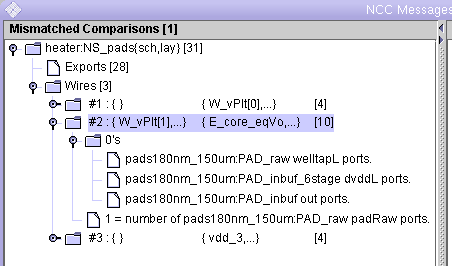 NCC Messages
Mismatched Comparisons [1]
heater:NS_pads{sch,lay} [31]
Exports [28]
Wires [3]
#1 : { } { W_vPlt[0],...} [4]
#2 : { W_vPlt[1],...} { E_core_eqVo,...} [10]
0's
pads180nm_150um:PAD_raw welltapL ports.
pads180nm_150um:PAD_inbuf_6stage dvddL ports.
pads180nm_150um:PAD_inbuf out ports.
1 = number of pads180nm_150um:PAD_raw padRaw ports.
#3 : { } { vdd_3,...} [4]